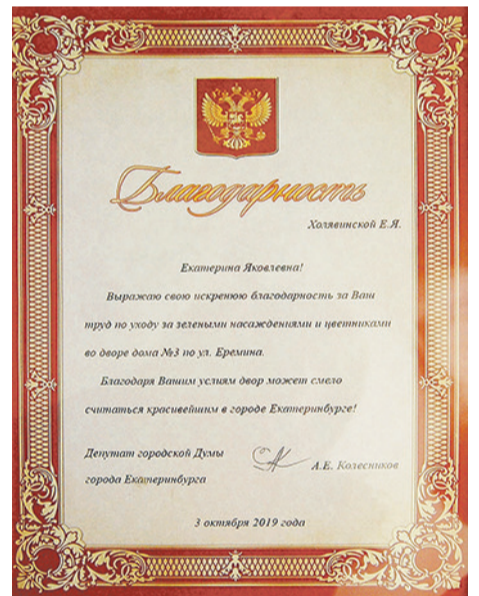 Благодарность
Холявинской Е.Я.
Екатерина Яковлевна!
Выражаю свою искренюю благодарность за Ваш
труд по уходу за зелеными насаждениями и цветниками
во дворе дома №3 по ул. Еремина.
Благодаря Вашим услиям двор может смело
считаться красивейшим в городе Екатеринбурге!
Депутат городской Думы
города Екатеринбурга
А.Е. Колесников
3 октября 2019 года